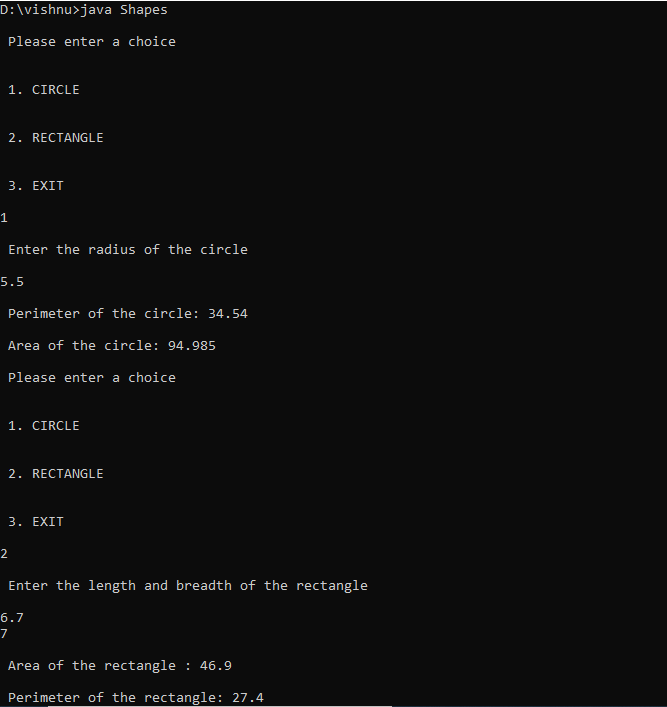 D:\vishnu>java Shapes
Please enter a choice
1. CIRCLE
2. RECTANGLE
3. EXIT
1
Enter the radius of the circle
5.5
Perimeter of the circle: 34.54
Area of the circle: 94.985
Please enter a choice
1. CIRCLE
2. RECTANGLE
3. EXIT
2
Enter the length and breadth of the rectangle
6.7
7
Area of the rectangle : 46.9
Perimeter of the rectangle: 27.4